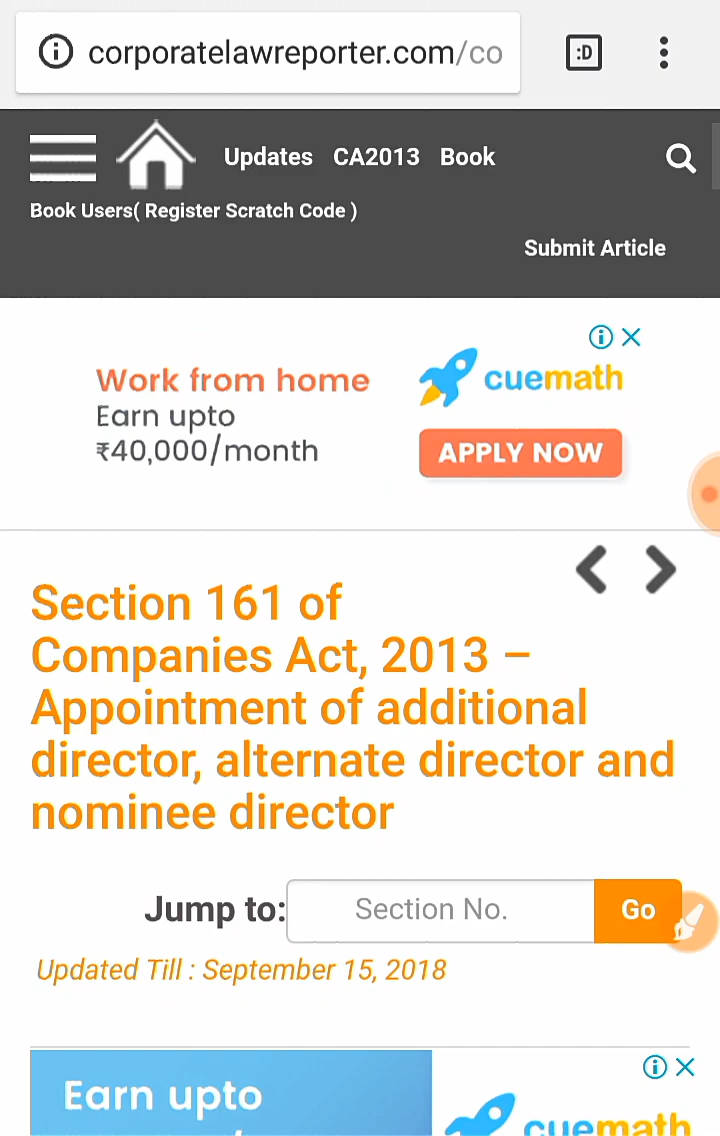 corporatelawreporter.com/co
:D
Updates CA2013 Book
Book Users( Register Scratch Code )
Submit Article
Work from home
Earn upto
₹40,000/month
cuemath
APPLY NOW
Section 161 of
Companies Act, 2013 –
Appointment of additional
director, alternate director and
nominee director
Jump to: Section No. Go
Updated Till : September 15, 2018
Earn upto
cuemath